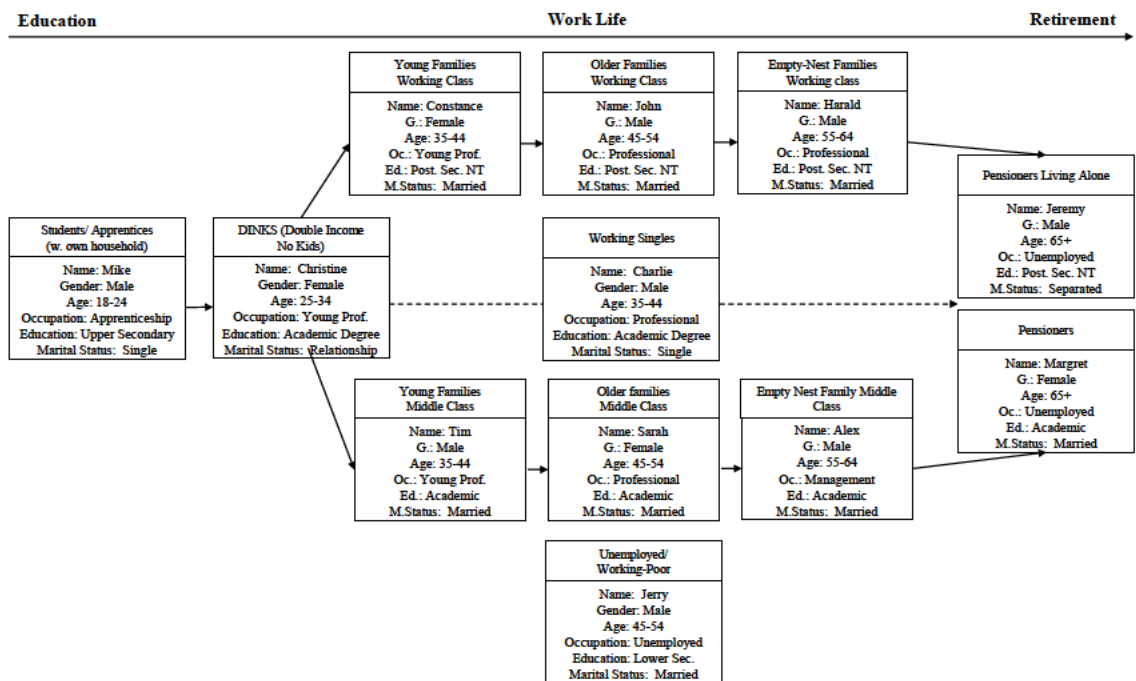 Education
Work Life
Retirement
Young Families
Working Class
Name: Constance
G.: Female
Age: 35-44
Oc.: Young Prof.
Ed.: Post. Sec. NT
M.Status: Married
Older Families
Working Class
Name: John
G.: Male
Age: 45-54
Oc.: Professional
Ed.: Post. Sec. NT
M.Status: Married
Empty-Nest Families
Working class
Name: Harald
G.: Male
Age: 55-64
Oc.: Professional
Ed.: Post. Sec. NT
M.Status: Married
Pensioners Living Alone
Name: Jeremy
G.: Male
Age: 65+
Oc.: Unemployed
Ed.: Post. Sec. NT
M.Status: Separated
Students/ Apprentices
(w. own household)
Name: Mike
Gender: Male
Age: 18-24
Occupation: Apprenticeship
Education: Upper Secondary
Marital Status: Single
DINKS (Double Income
No Kids)
Name: Christine
Gender: Female
Age: 25-34
Occupation: Young Prof.
Education: Academic Degree
Marital Status: Relationship
Working Singles
Name: Charlie
Gender: Male
Age: 35-44
Occupation: Professional
Education: Academic Degree
Marital Status: Single
Pensioners
Name: Margret
G.: Female
Age: 65+
Oc.: Unemployed
Ed.: Academic
M.Status: Married
Young Families
Middle Class
Name: Tim
G.: Male
Age: 35-44
Oc.: Young Prof.
Ed.: Academic
M.Status: Married
Older families
Middle Class
Name: Sarah
G.: Female
Age: 45-54
Oc.: Professional
Ed.: Academic
M.Status: Married
Empty Nest Family Middle
Class
Name: Alex
G.: Male
Age: 55-64
Oc.: Management
Ed.: Academic
M.Status: Married
Unemployed/
Working-Poor
Name: Jerry
Gender: Male
Age: 45-54
Occupation: Unemployed
Education: Lower Sec.
Marital Status: Married